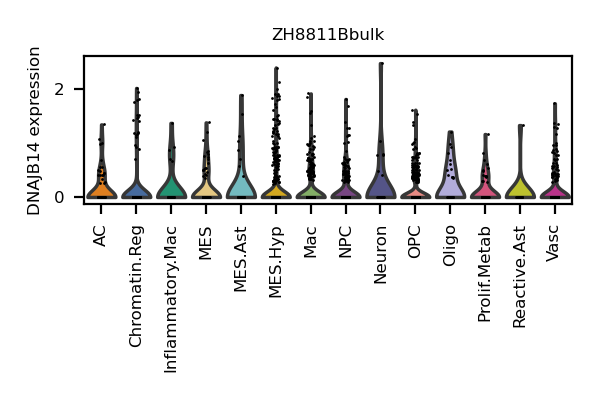 ZH8811Bbulk
DNAJB14 expression
2
0
AC
Chromatin.Reg
Inflammatory.Mac
MES
MES.Ast
MES.Hyp
Mac
NPC
Neuron
OPC
Oligo
Prolif.Metab
Reactive.Ast
Vasc